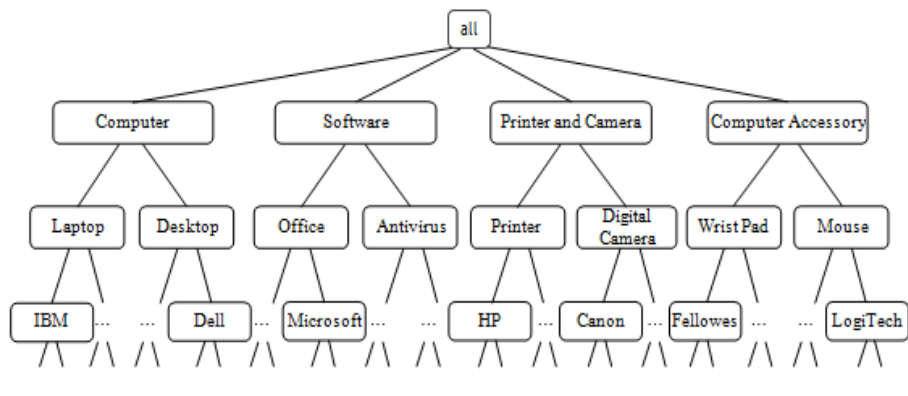 all
Computer
Software
Printer and Camera
Computer Accessory
Laptop
Desktop
Office
Antivirus
Printer
Digital
Camera
Wrist Pad
Mouse
IBM
...
...
Dell
...
Microsoft
...
...
HP
...
Canon
...
Fellowes
...
...
LogiTech